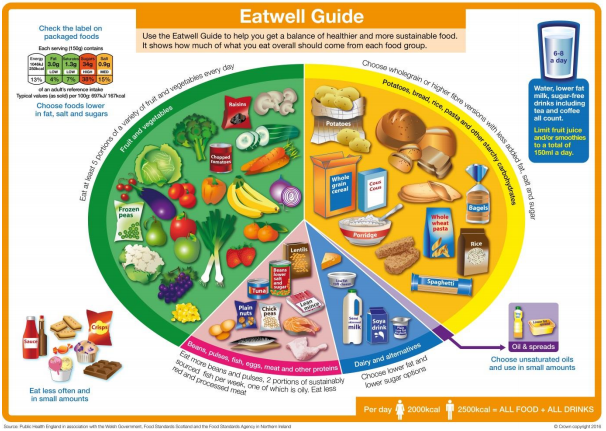 Eatwell Guide
Check the label on
packaged foods
Use the Eatwell Guide to help you get a balance of healthier and more sustainable food.
It shows how much of what you eat overall should come from each food group.
Each serving (150g) contains
Energy
1046kJ
250kcal
Fat
3.0g
LOW
Saturates
1.3g
LOW
Sugars
34g
HIGH
Salt
0.9g
MED
13%
4%
7%
38%
15%
of an adult's reference intake
Typical values (as sold) per 100g: 697kJ/ 167kcal
Choose foods lower
in fat, salt and sugars
Eat at least 5 portions of a variety of fruit and vegetables every day
Fruit and vegetables
Raisins
Chopped
tomatoes
Frozen
peas
Choose wholegrain or higher fibre versions with less added fat, salt and sugar
Potatoes, bread, rice, pasta and other starchy carbohydrates
Potatoes
Whole
grain
cereal
Cous
Cous
Porridge
Bagels
Whole
wheat
pasta
Rice
Spaghetti
6-8
a day
Water, lower fat
milk, sugar-free
drinks including
tea and coffee
all count.
Limit fruit juice
and/or smoothies
to a total of
150ml a day.
Lentils
Beans
lower
salt
and
sugar
Tuna
Plain
nuts
Chick
peas
Lean
mince
Beans, pulses, fish, eggs, meat and other proteins
Eat more beans and pulses, 2 portions of sustainably
sourced fish per week, one of which is oily. Eat less
red and processed meat
Semi
milk
Soya
drink
Dairy and alternatives
Choose lower fat and
lower sugar options
Oil & spreads
Choose unsaturated oils
and use in small amounts
Sauce
Crisps
Eat less often and
in small amounts
Per day 2000kcal 2500kcal = ALL FOOD + ALL DRINKS
Source: Public Health England in association with the Welsh Government, Food Standards Scotland and the Food Standards Agency in Northern Ireland
© Crown copyright 2016